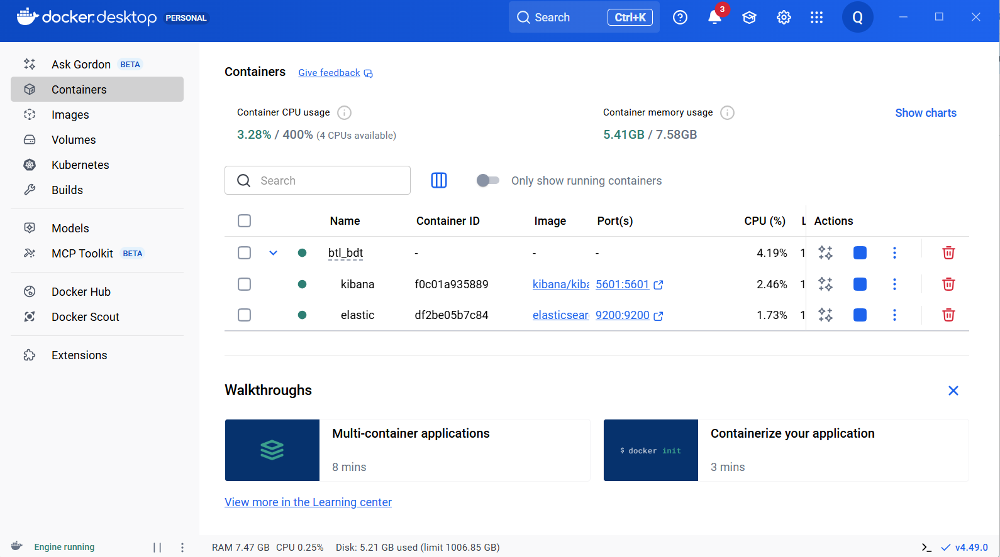 docker.desktop PERSONAL
Search Ctrl+K
3
Q
Ask Gordon BETA
Containers
Images
Volumes
Kubernetes
Builds
Models
MCP Toolkit BETA
Docker Hub
Docker Scout
Extensions
Containers Give feedback
Container CPU usage
3.28% / 400% (4 CPUs available)
Container memory usage
5.41GB / 7.58GB
Show charts
Search
Only show running containers
Name Container ID Image Port(s) CPU (%) L Actions
btl_bdt - - - 4.19% 1
kibana f0c01a935889 kibana/kiba 5601:5601 2.46% 1
elastic df2be05b7c84 elasticsear 9200:9200 1.73% 1
Walkthroughs
Multi-container applications
8 mins
$ docker init
Containerize your application
3 mins
View more in the Learning center
Engine running
RAM 7.47 GB CPU 0.25% Disk: 5.21 GB used (limit 1006.85 GB)
v4.49.0